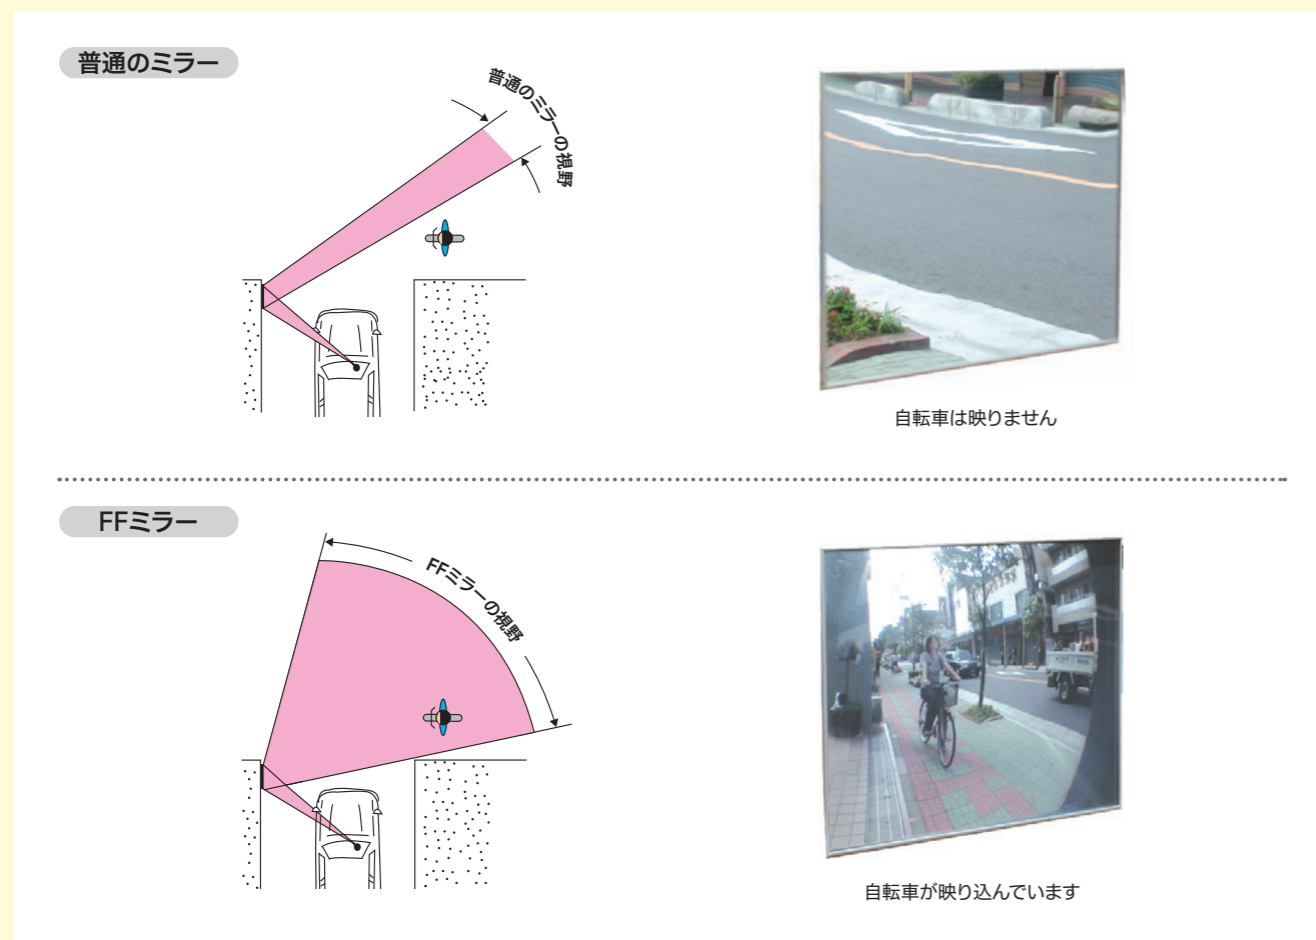 普通のミラー
普通のミラーの視野
自転車は映りません
FFミラー
FFミラーの視野
自転車が映り込んでいます